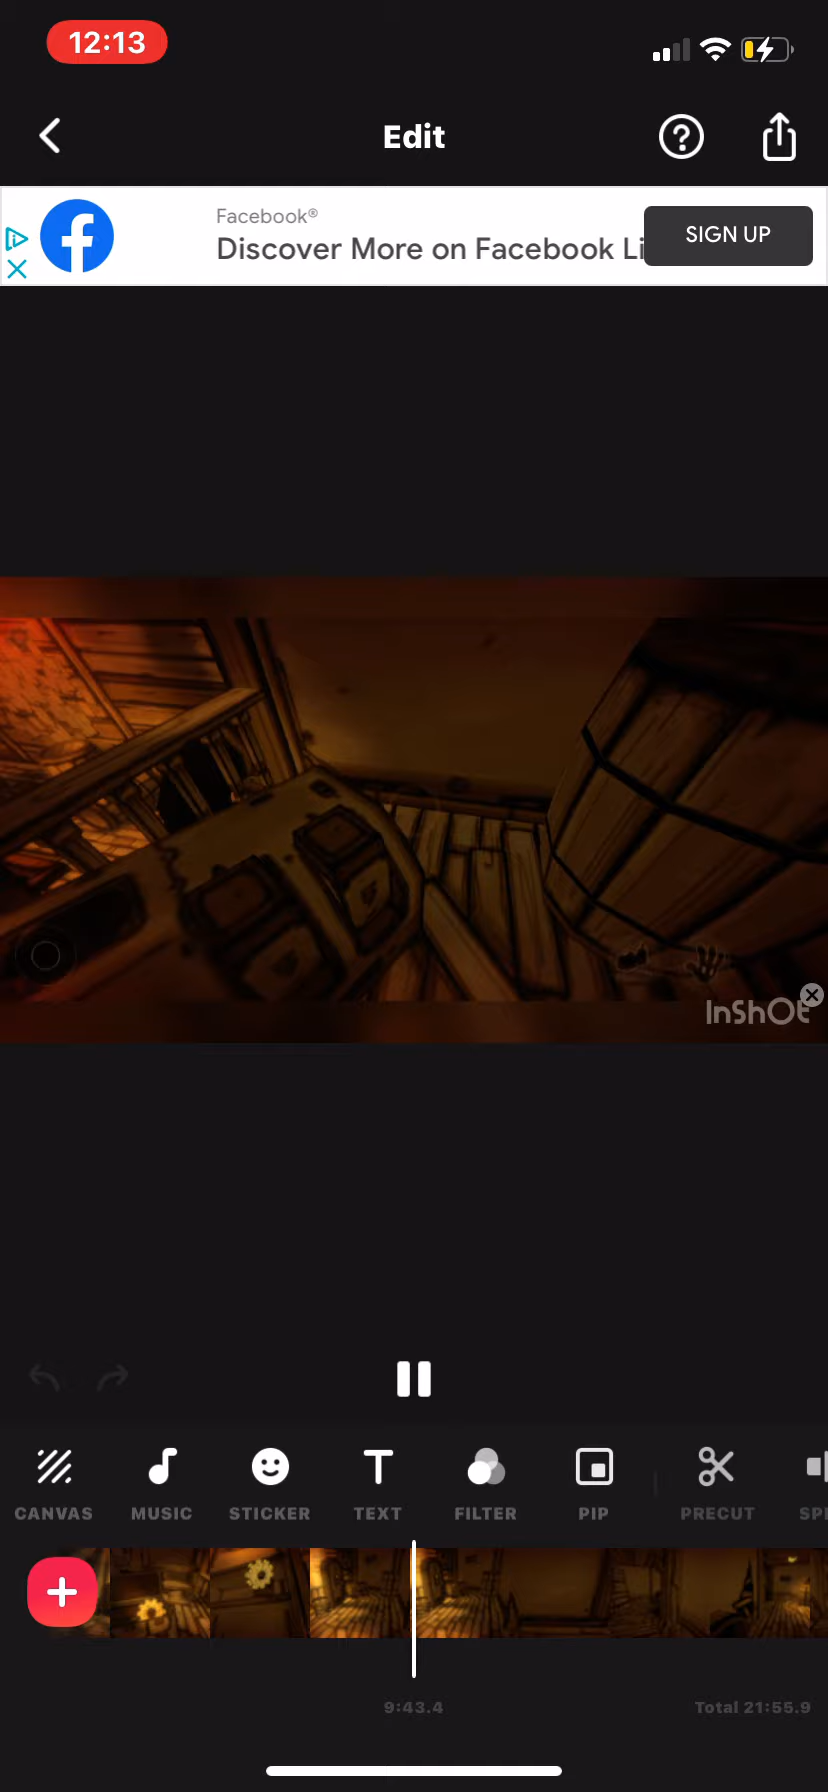 12:13
Edit
Facebook®
Discover More on Facebook Li
SIGN UP
InShOt
CANVAS MUSIC STICKER TEXT FILTER PIP PRECUT SPL
9:43.4 Total 21:55.9